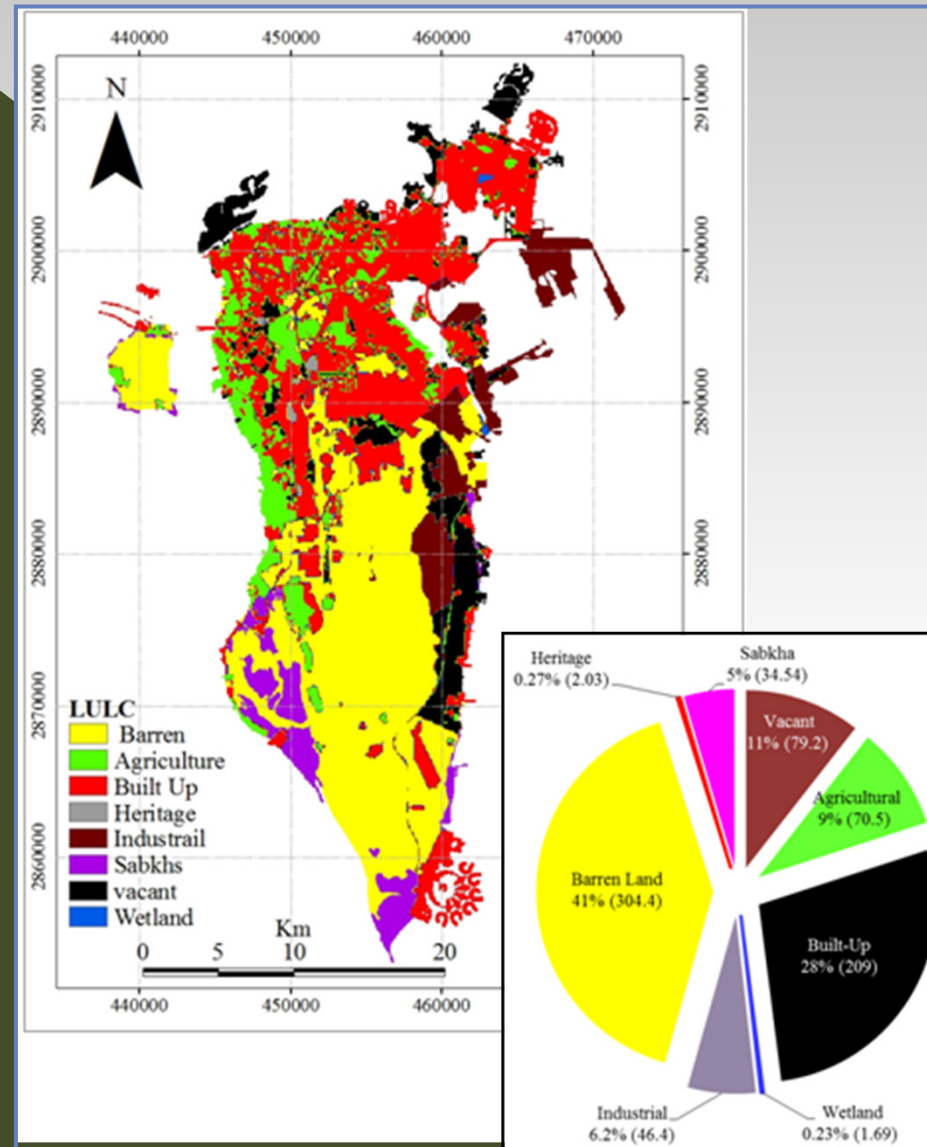 440000
450000
460000
470000
N
2910000
2910000
2900000
2900000
2890000
2890000
2880000
2880000
2870000
2860000
LULC
Barren
Agriculture
Built Up
Heritage
Industrail
Sabkhs
vacant
Wetland
Km
0
5
10
20
440000
450000
460000
Heritage
0.27% (2.03)
Sabkha
5% (34.54)
Vacant
11% (79.2)
Agricultural
9% (70.5)
Barren Land
41% (304.4)
Built-Up
28% (209)
Industrial
6.2% (46.4)
Wetland
0.23% (1.69)